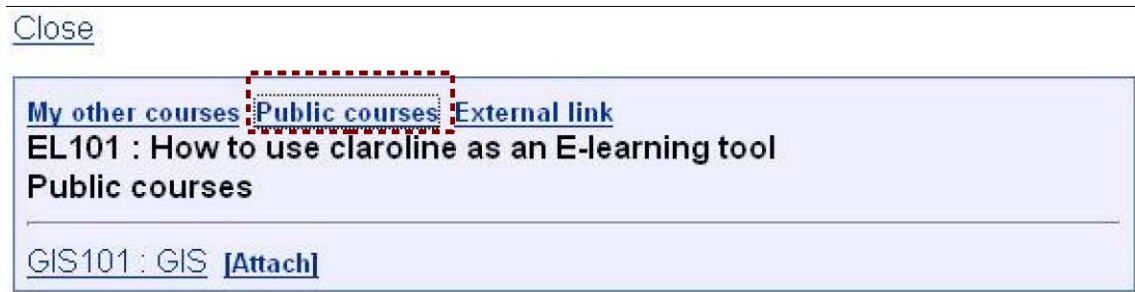 Close
My other courses Public courses External link
EL101 : How to use claroline as an E-learning tool
Public courses
GIS101 : GIS [Attach]